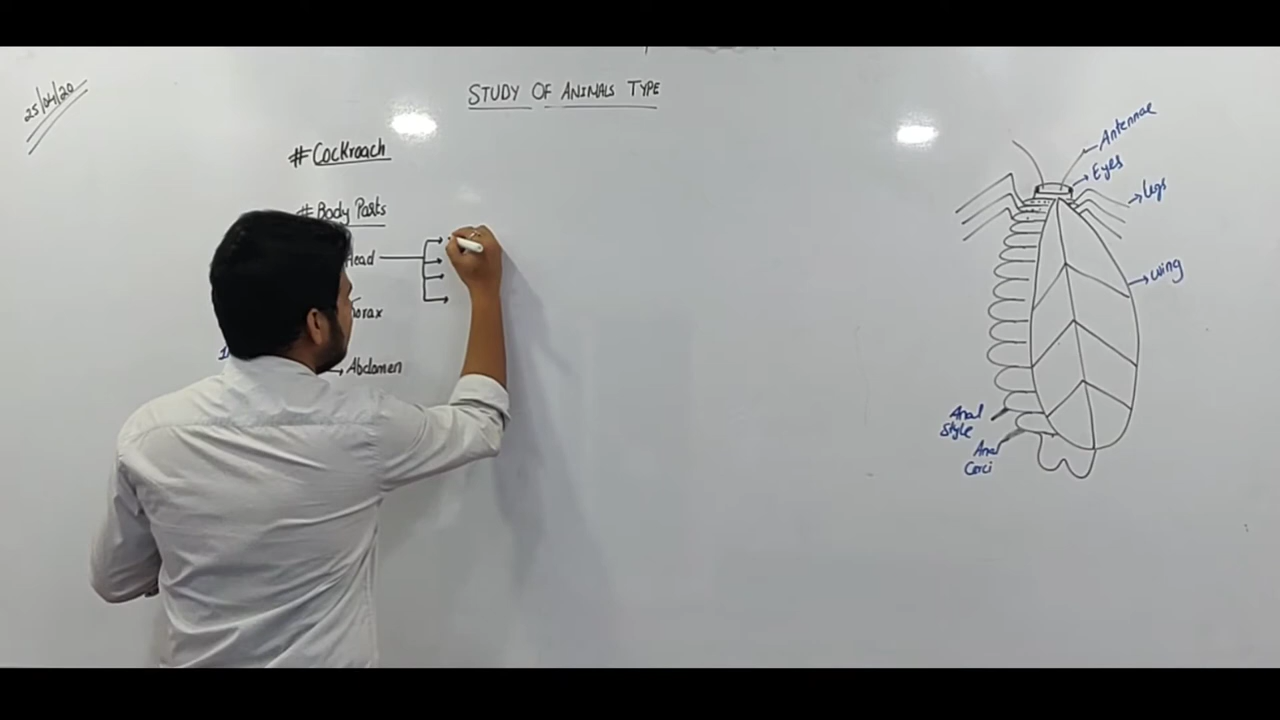 25/04/20
STUDY OF ANIMALS TYPE
# Cockroach
# Body Parts
Head
Thorax
Abdomen
Antennae
Eyes
legs
wing
Anal
Style
Anal
Cerci